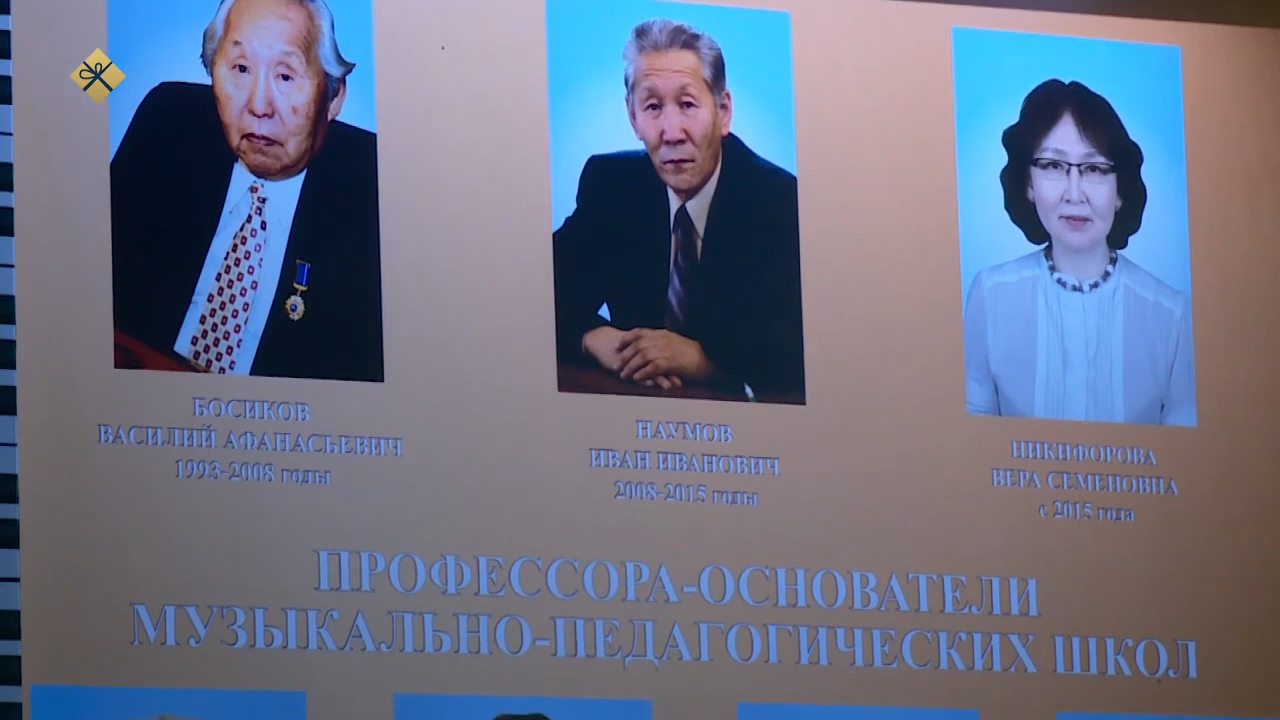 БОСИКОВ
ВАСИЛИЙ АФАНАСЬЕВИЧ
1993-2008 годы
НАУМОВ
ИВАН ИВАНОВИЧ
2008-2015 годы
НИКИФОРОВА
ВЕРА СЕМЕНОВНА
с 2015 года
ПРОФЕССОРА-ОСНОВАТЕЛИ
МУЗЫКАЛЬНО-ПЕДАГОГИЧЕСКИХ ШКОЛ